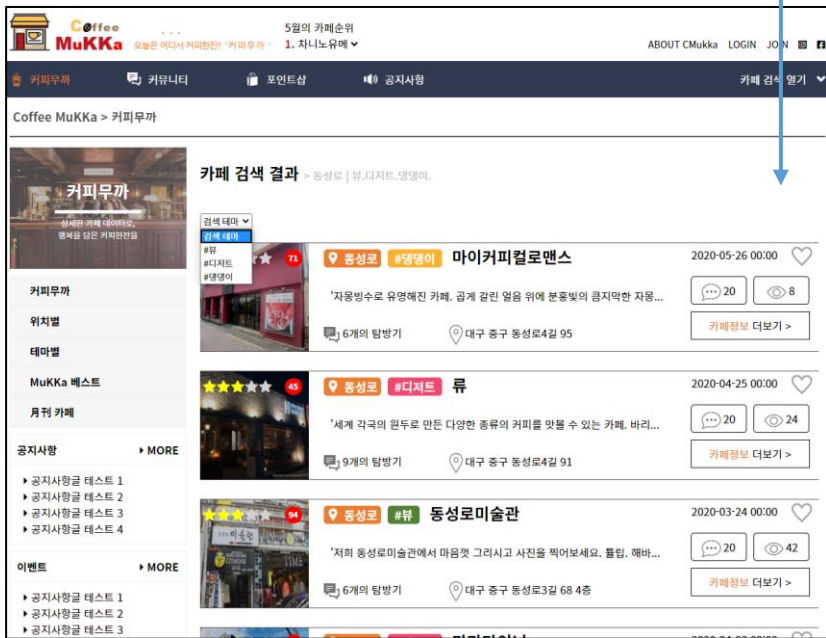 Coffee
MuKKa
오늘은 어디서 커피한잔! '커피무까'
5월의 카페순위
1. 차니노유메
ABOUT CMukka LOGIN JOIN
커피무까 커뮤니티 포인트샵 공지사항 카페 검색 열기
Coffee MuKKa > 커피무까
커피무까
상세한 카페 데이터로,
행복을 담은 커피한잔을
커피무까
위치별
테마별
MuKKa 베스트
月刊 카페
공지사항 MORE
공지사항글 테스트 1
공지사항글 테스트 2
공지사항글 테스트 3
공지사항글 테스트 4
이벤트 MORE
공지사항글 테스트 1
공지사항글 테스트 2
공지사항글 테스트 3
카페 검색 결과 > 동성로 | 뷰.디저트.댕댕이.
검색 테마
검색 테마
#뷰
#디저트
#댕댕이
71 동성로 #댕댕이 마이커피컬로맨스 2020-05-26 00:00
'자몽빙수로 유명해진 카페. 곱게 갈린 얼음 위에 분홍빛의 큼지막한 자몽... 20 8
6개의 탐방기 대구 중구 동성로4길 95 카페정보 더보기 >
45 동성로 #디저트 류 2020-04-25 00:00
'세계 각국의 원두로 만든 다양한 종류의 커피를 맛볼 수 있는 카페. 바리... 20 24
9개의 탐방기 대구 중구 동성로4길 91 카페정보 더보기 >
94 동성로 #뷰 동성로미술관 2020-03-24 00:00
'저희 동성로미술관에서 마음껏 그리시고 사진을 찍어보세요. 튤립. 해바... 20 42
TIME
6개의 탐방기 대구 중구 동성로3길 68 4층 카페정보 더보기 >